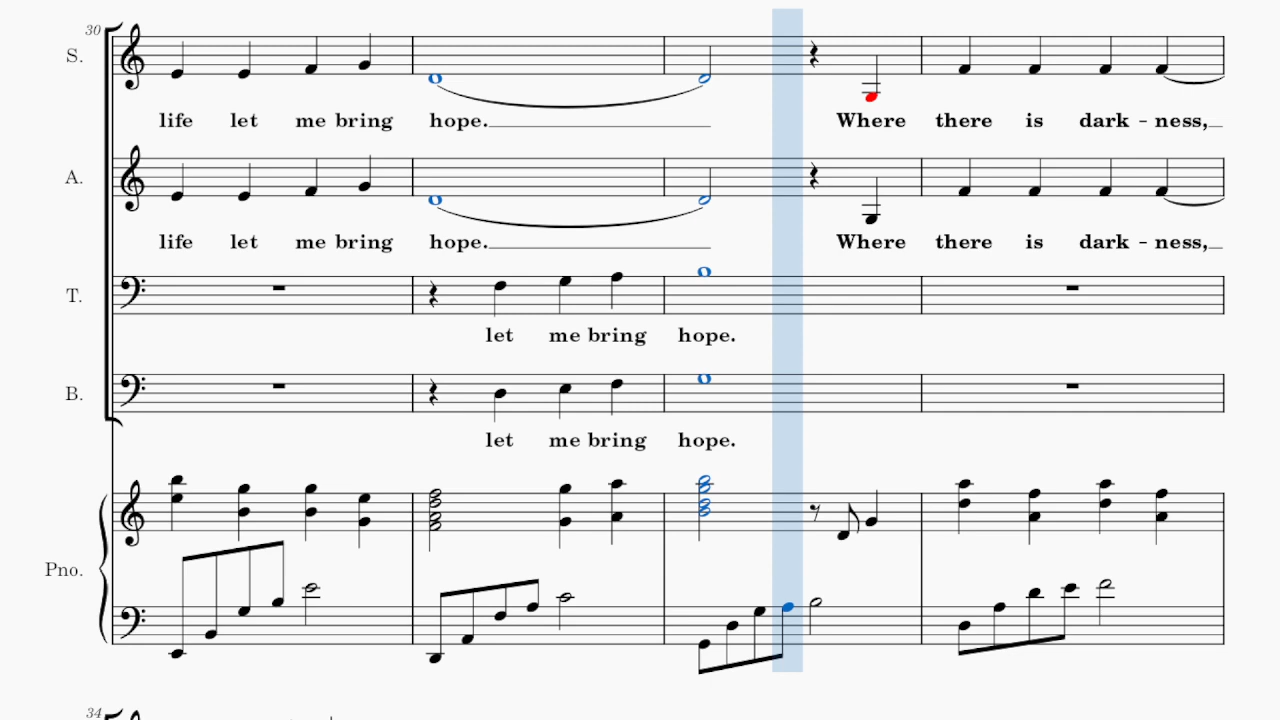 30
S.
life let me bring hope. Where there is dark - ness,
A.
life let me bring hope. Where there is dark - ness,
T.
let me bring hope.
B.
let me bring hope.
Pno.
34